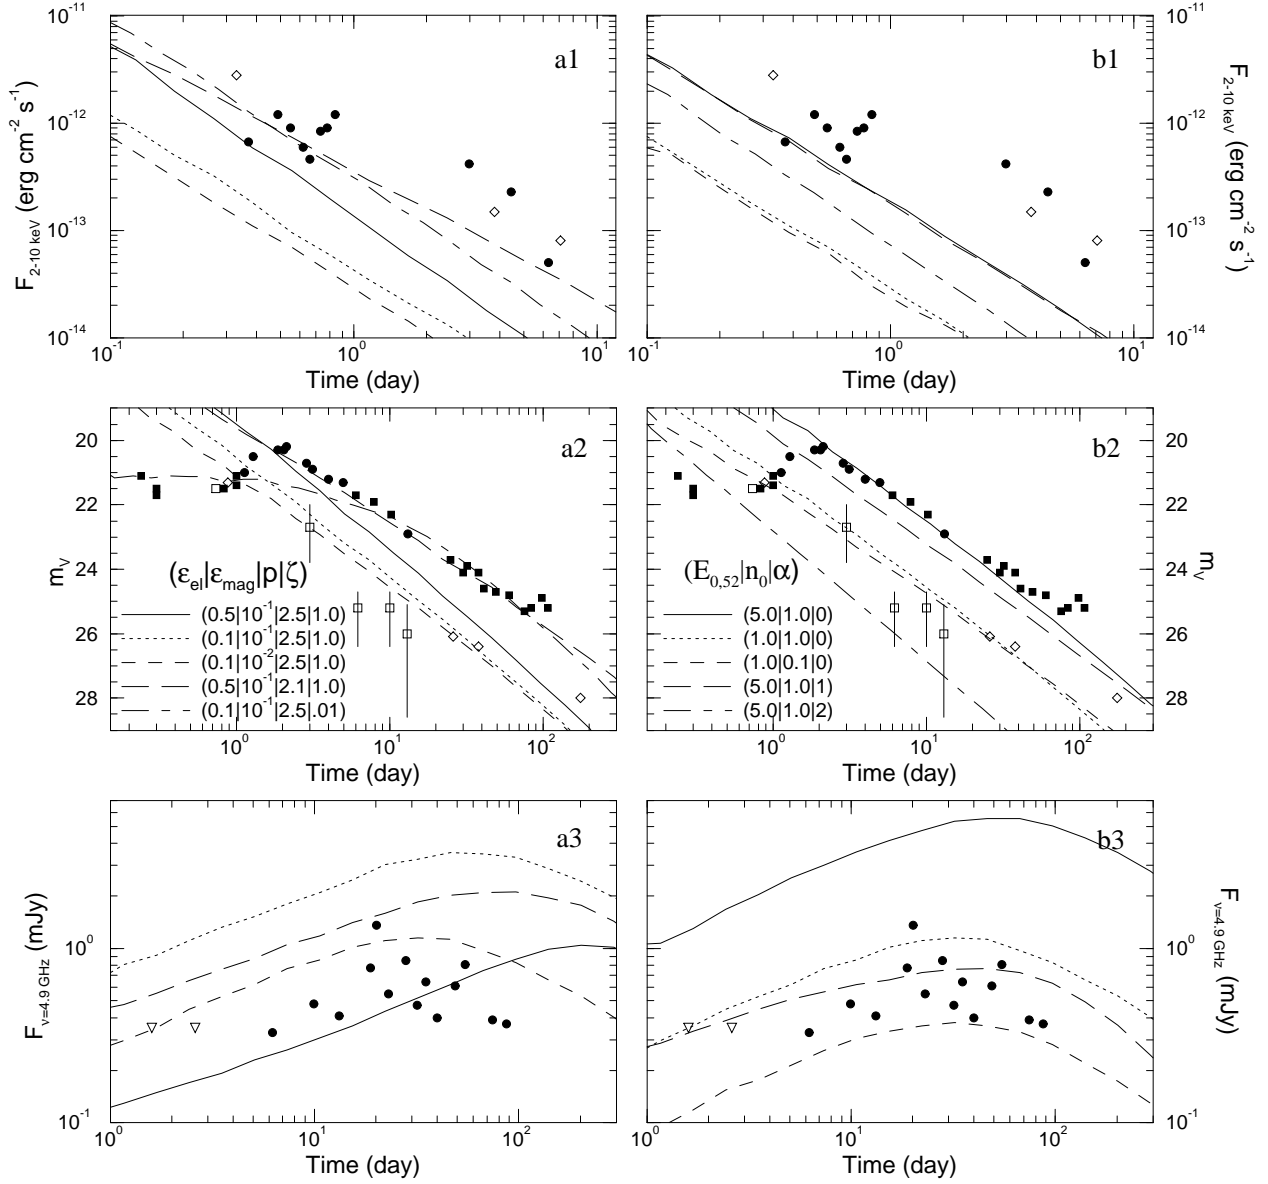 10⁻¹¹
10⁻¹²
10⁻¹³
10⁻¹⁴
F2-10 keV (erg cm⁻² s⁻¹)
a1
10⁻¹ 10⁰ 10¹
Time (day)
b1
10⁻¹¹
10⁻¹²
10⁻¹³
10⁻¹⁴
F2-10 keV (erg cm⁻² s⁻¹)
10⁻¹ 10⁰ 10¹
Time (day)
20
22
24
26
28
mV
a2
(εel|εmag|p|ζ)
(0.5|10⁻¹|2.5|1.0)
(0.1|10⁻¹|2.5|1.0)
(0.1|10⁻²|2.5|1.0)
(0.5|10⁻¹|2.1|1.0)
(0.1|10⁻¹|2.5|.01)
10⁰ 10¹ 10²
Time (day)
b2
(E0,52|n0|α)
(5.0|1.0|0)
(1.0|1.0|0)
(1.0|0.1|0)
(5.0|1.0|1)
(5.0|1.0|2)
20
22
24
26
28
mV
10⁰ 10¹ 10²
Time (day)
10⁰
10⁻¹
Fν=4.9 GHz (mJy)
a3
10⁰ 10¹ 10²
Time (day)
b3
10⁰
10⁻¹
Fν=4.9 GHz (mJy)
10⁰ 10¹ 10²
Time (day)